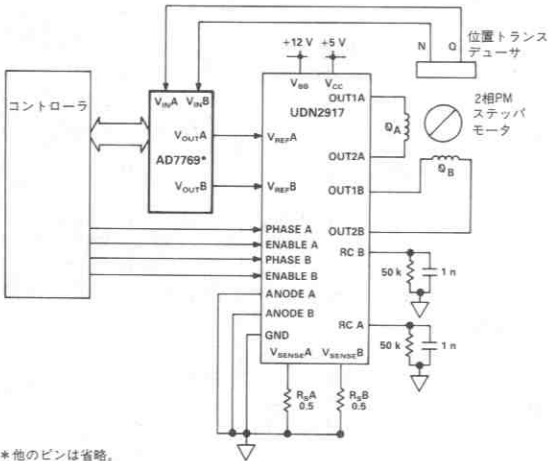 位置トランス
デューサ
N Q
+12 V +5 V
V_BB V_CC
コントローラ
V_INA V_INB
V_OUTA
AD7769*
V_OUTB
UDN2917
OUT1A
V_REFA
OUT2A
V_REFB
OUT1B
OUT2B
Q_A
2相PM
ステッパ
モータ
Q_B
PHASE A
ENABLE A
PHASE B
ENABLE B
ANODE A
ANODE B
GND
RC B
50 k 1 n
RC A
50 k 1 n
V_SENSEA V_SENSEB
R_SA
0.5
R_SB
0.5
*他のピンは省略。